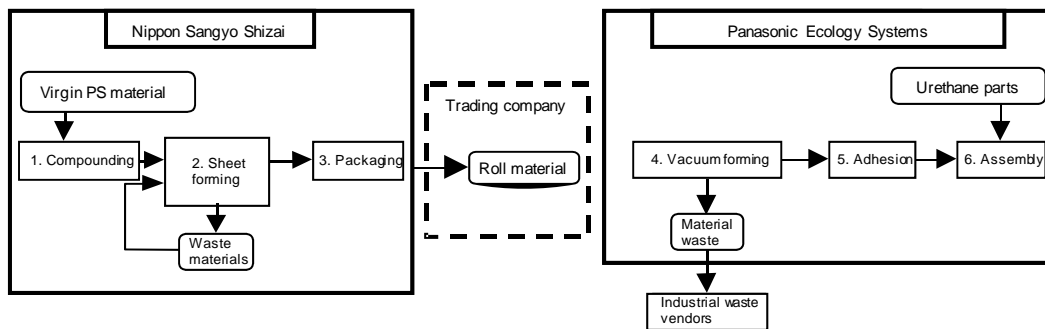 Nippon Sangyo Shizai
Virgin PS material
1. Compounding
2. Sheet
forming
3. Packaging
Waste
materials
Trading company
Roll material
Panasonic Ecology Systems
Urethane parts
4. Vacuum forming
5. Adhesion
6. Assembly
Material
waste
Industrial waste
vendors